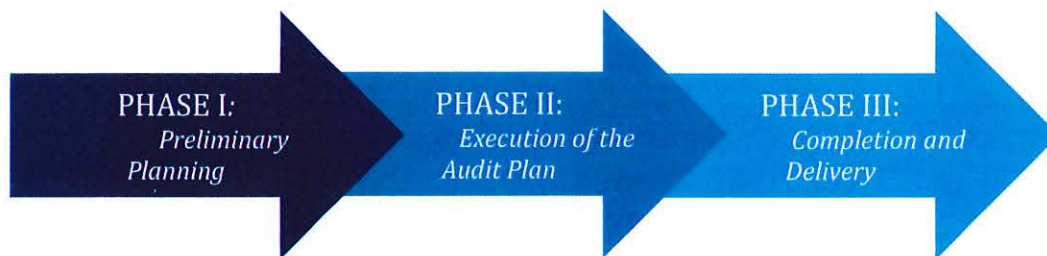 PHASE I:
Preliminary
Planning
PHASE II:
Execution of the
Audit Plan
PHASE III:
Completion and
Delivery